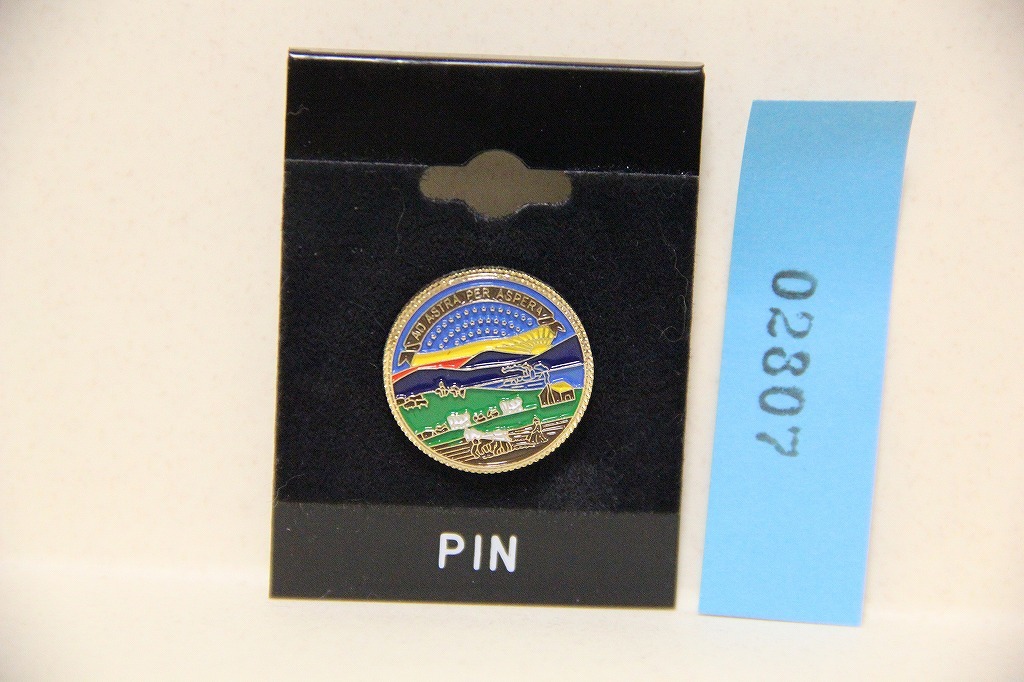 AD ASTRA PER ASPERA
PIN
02807